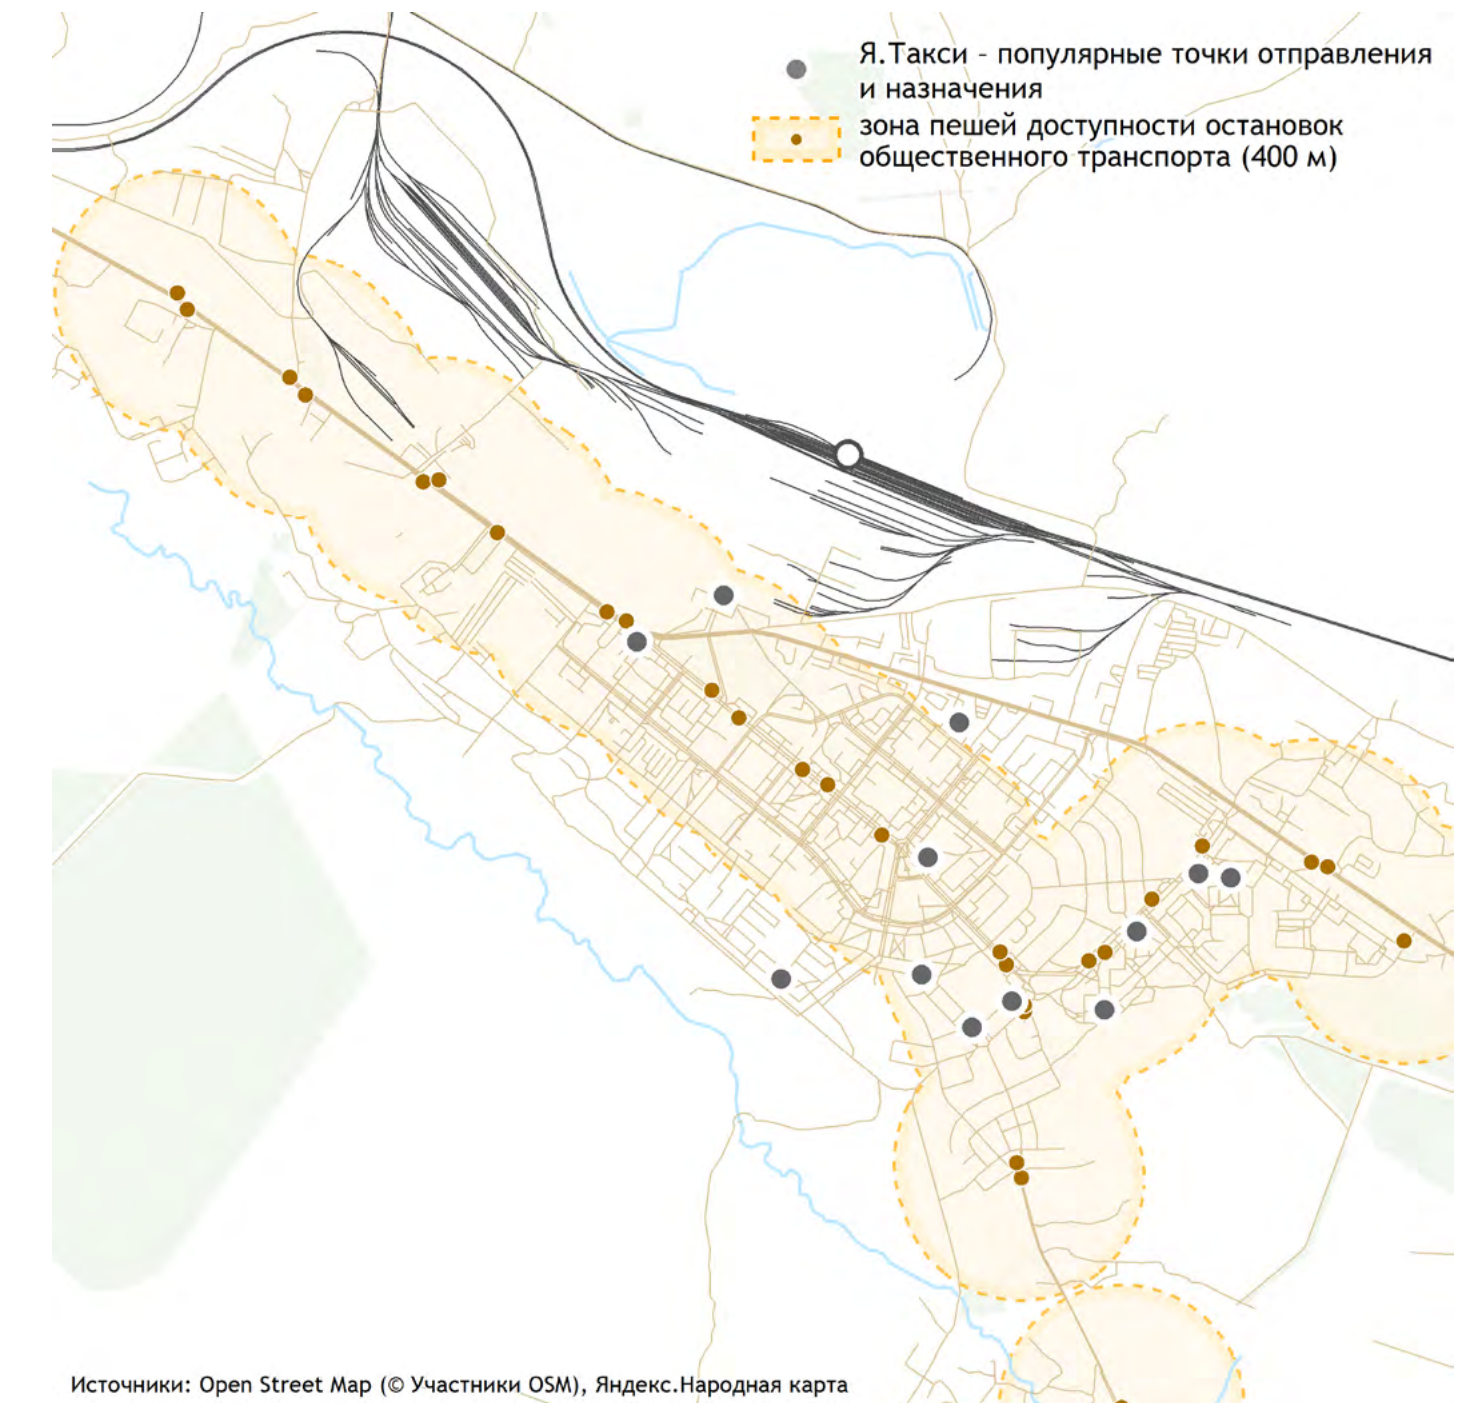 Я.Такси – популярные точки отправления
и назначения
зона пешей доступности остановок
общественного транспорта (400 м)
Источники: Open Street Map (© Участники OSM), Яндекс.Народная карта